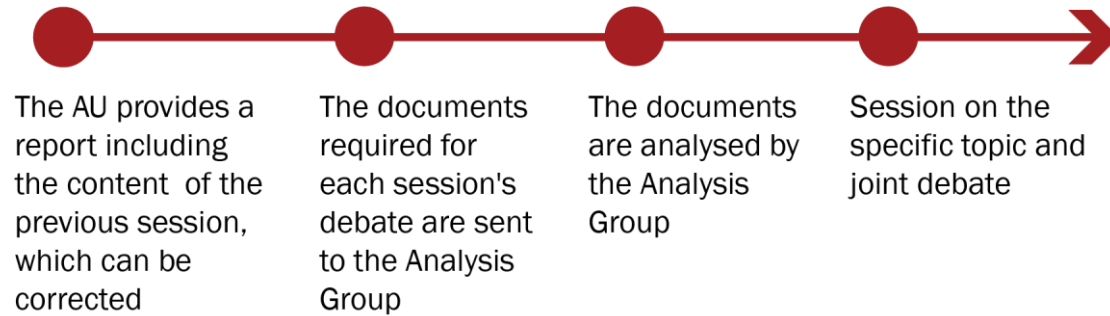 The AU provides a
report including
the content  of the
previous session,
which can be
corrected
The documents
required for
each session's
debate are sent
to the Analysis
Group
The documents
are analysed by
the Analysis
Group
Session on the
specific topic and
joint debate